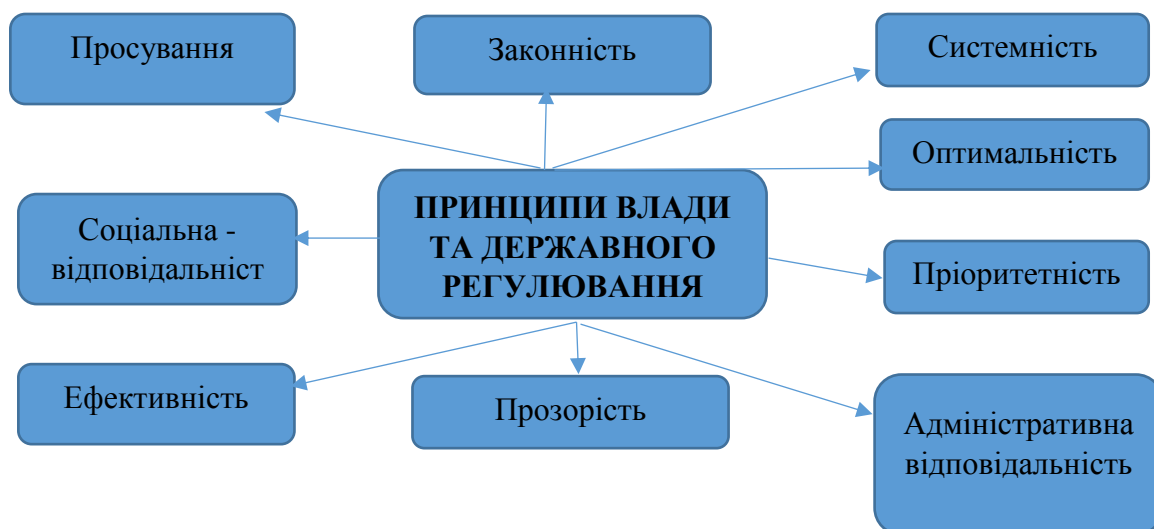 Просування
Законність
Системність
Оптимальність
ПРИНЦИПИ ВЛАДИ
ТА ДЕРЖАВНОГО
РЕГУЛЮВАННЯ
Соціальна -
відповідальніст
Пріоритетність
Ефективність
Прозорість
Адміністративна
відповідальність